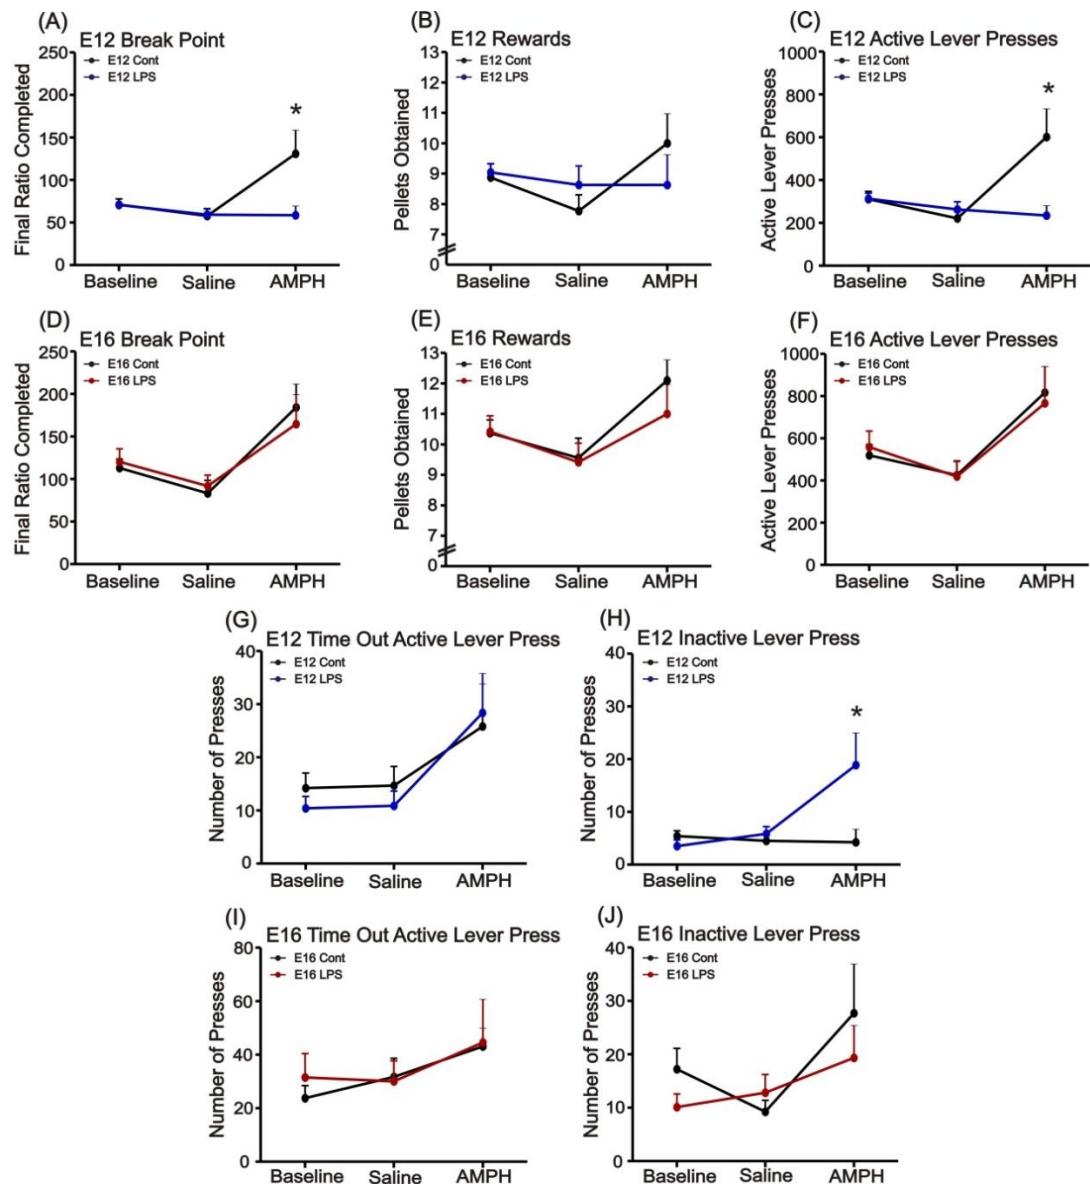 (A)
E12 Break Point
E12 Cont
E12 LPS
Final Ratio Completed
250
200
150
100
50
0
*
Baseline
Saline
AMPH
(B)
E12 Rewards
E12 Cont
E12 LPS
Pellets Obtained
13
12
11
10
9
8
7
0
Baseline
Saline
AMPH
(C)
E12 Active Lever Presses
E12 Cont
E12 LPS
Active Lever Presses
1000
800
600
400
200
0
*
Baseline
Saline
AMPH
(D)
E16 Break Point
E16 Cont
E16 LPS
Final Ratio Completed
250
200
150
100
50
0
Baseline
Saline
AMPH
(E)
E16 Rewards
E16 Cont
E16 LPS
Pellets Obtained
13
12
11
10
9
8
7
0
Baseline
Saline
AMPH
(F)
E16 Active Lever Presses
E16 Cont
E16 LPS
Active Lever Presses
1000
800
600
400
200
0
Baseline
Saline
AMPH
(G)
E12 Time Out Active Lever Press
E12 Cont
E12 LPS
Number of Presses
40
30
20
10
0
Baseline
Saline
AMPH
(H)
E12 Inactive Lever Press
E12 Cont
E12 LPS
Number of Presses
40
30
20
10
0
*
Baseline
Saline
AMPH
(I)
E16 Time Out Active Lever Press
E16 Cont
E16 LPS
Number of Presses
80
60
40
20
0
Baseline
Saline
AMPH
(J)
E16 Inactive Lever Press
E16 Cont
E16 LPS
Number of Presses
40
30
20
10
0
Baseline
Saline
AMPH